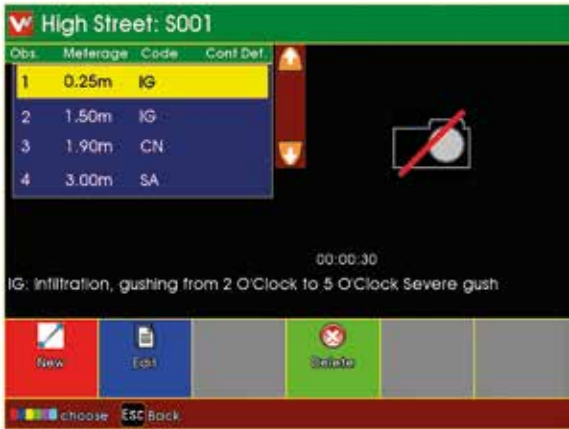 High Street: S001
Obs. Meterage Code Cont Def.
1 0.25m IG
2 1.50m IG
3 1.90m CN
4 3.00m SA
00:00:30
IG: Infiltration, gushing from 2 O'Clock to 5 O'Clock Severe gush
New Edit Delete
choose Esc Back